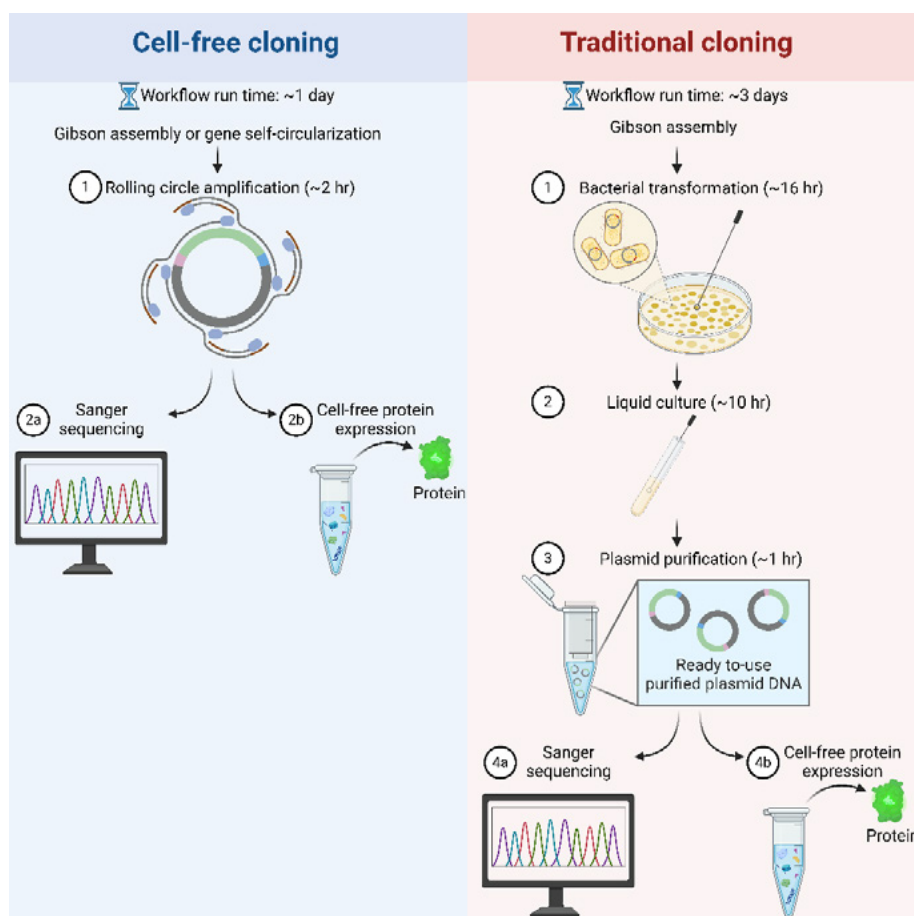 Cell-free cloning
Workflow run time: ~1 day
Gibson assembly or gene self-circularization
1 Rolling circle amplification (~2 hr)
2a Sanger
sequencing
2b Cell-free protein
expression
Protein
Traditional cloning
Workflow run time: ~3 days
Gibson assembly
1 Bacterial transformation (~16 hr)
2 Liquid culture (~10 hr)
3 Plasmid purification (~1 hr)
Ready to-use
purified plasmid DNA
4a Sanger
sequencing
4b Cell-free protein
expression
Protein